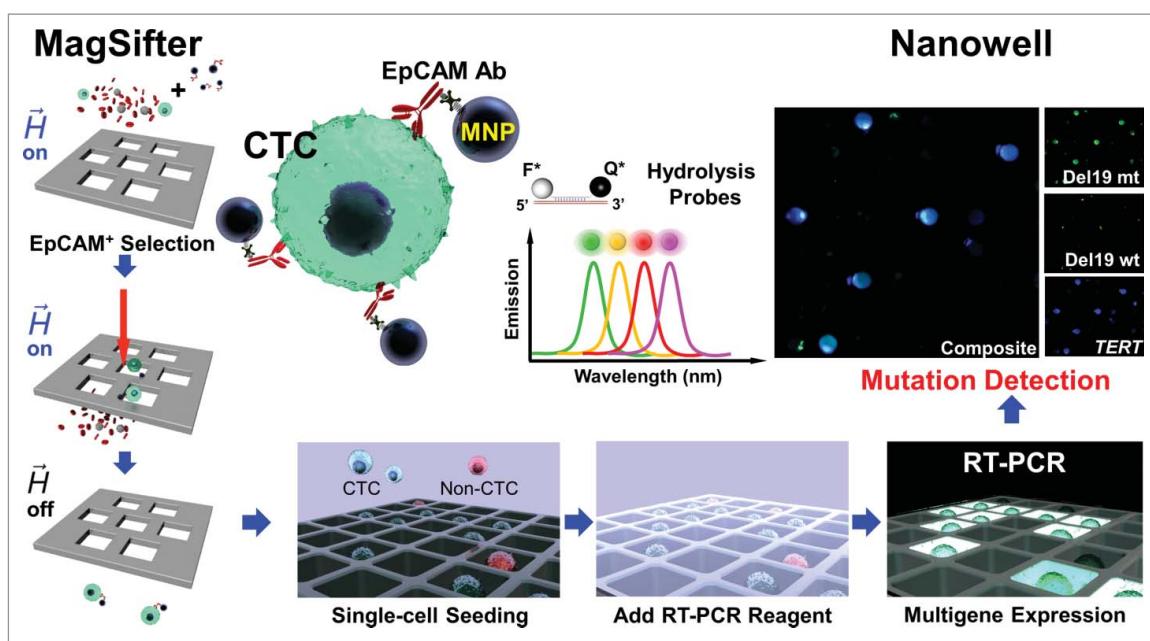 MagSifter
Nanowell
+
H
on
EpCAM Ab
MNP
CTC
EpCAM⁺ Selection
H
on
H
off
F*
Q*
5'
3'
Hydrolysis
Probes
Emission
Wavelength (nm)
Composite
Del19 mt
Del19 wt
TERT
Mutation Detection
CTC
Non-CTC
Single-cell Seeding
Add RT-PCR Reagent
RT-PCR
Multigene Expression